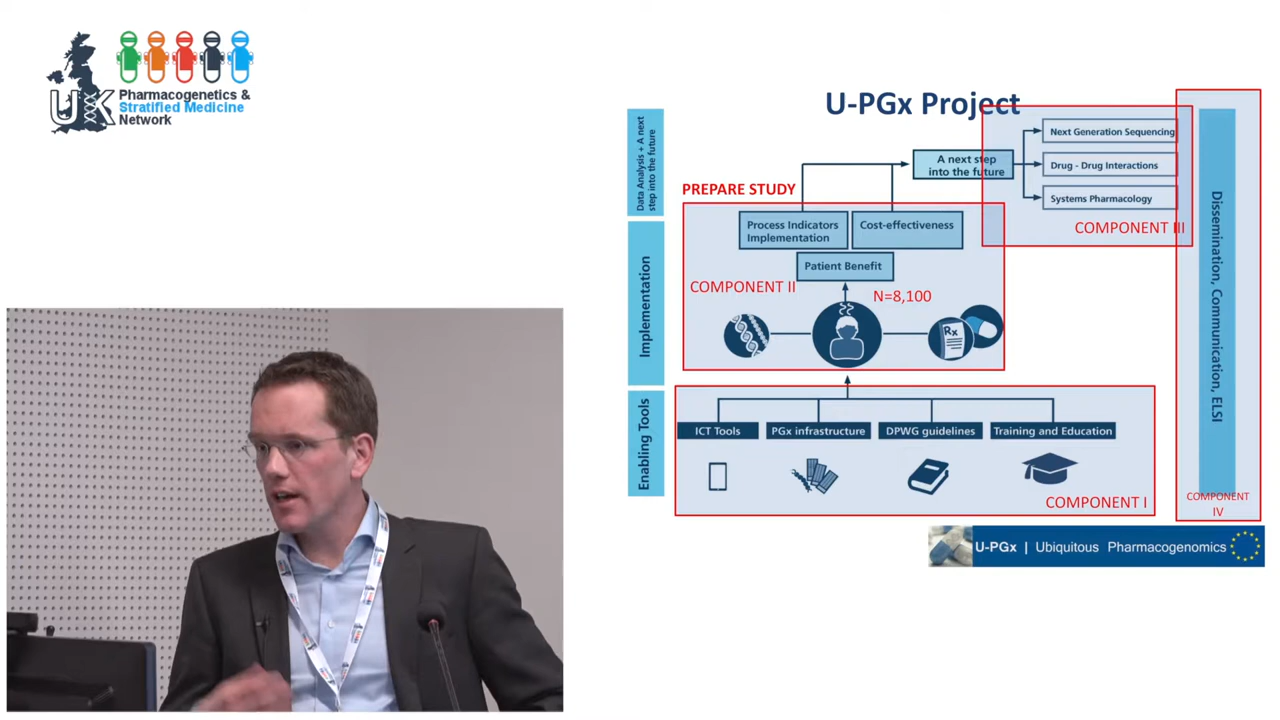 UK
Pharmacogenetics &
Stratified Medicine
Network
U-PGx Project
Data Analysis + A next
step into the future
Next Generation Sequencing
A next step
into the future
Drug - Drug Interactions
Systems Pharmacology
COMPONENT III
PREPARE STUDY
Process Indicators
Implementation
Cost-effectiveness
Patient Benefit
COMPONENT II
N=8,100
Rx
Implementation
Enabling Tools
ICT Tools
PGx infrastructure
DPWG guidelines
Training and Education
COMPONENT I
Dissemination, Communication, ELSI
COMPONENT
IV
U-PGx | Ubiquitous Pharmacogenomics